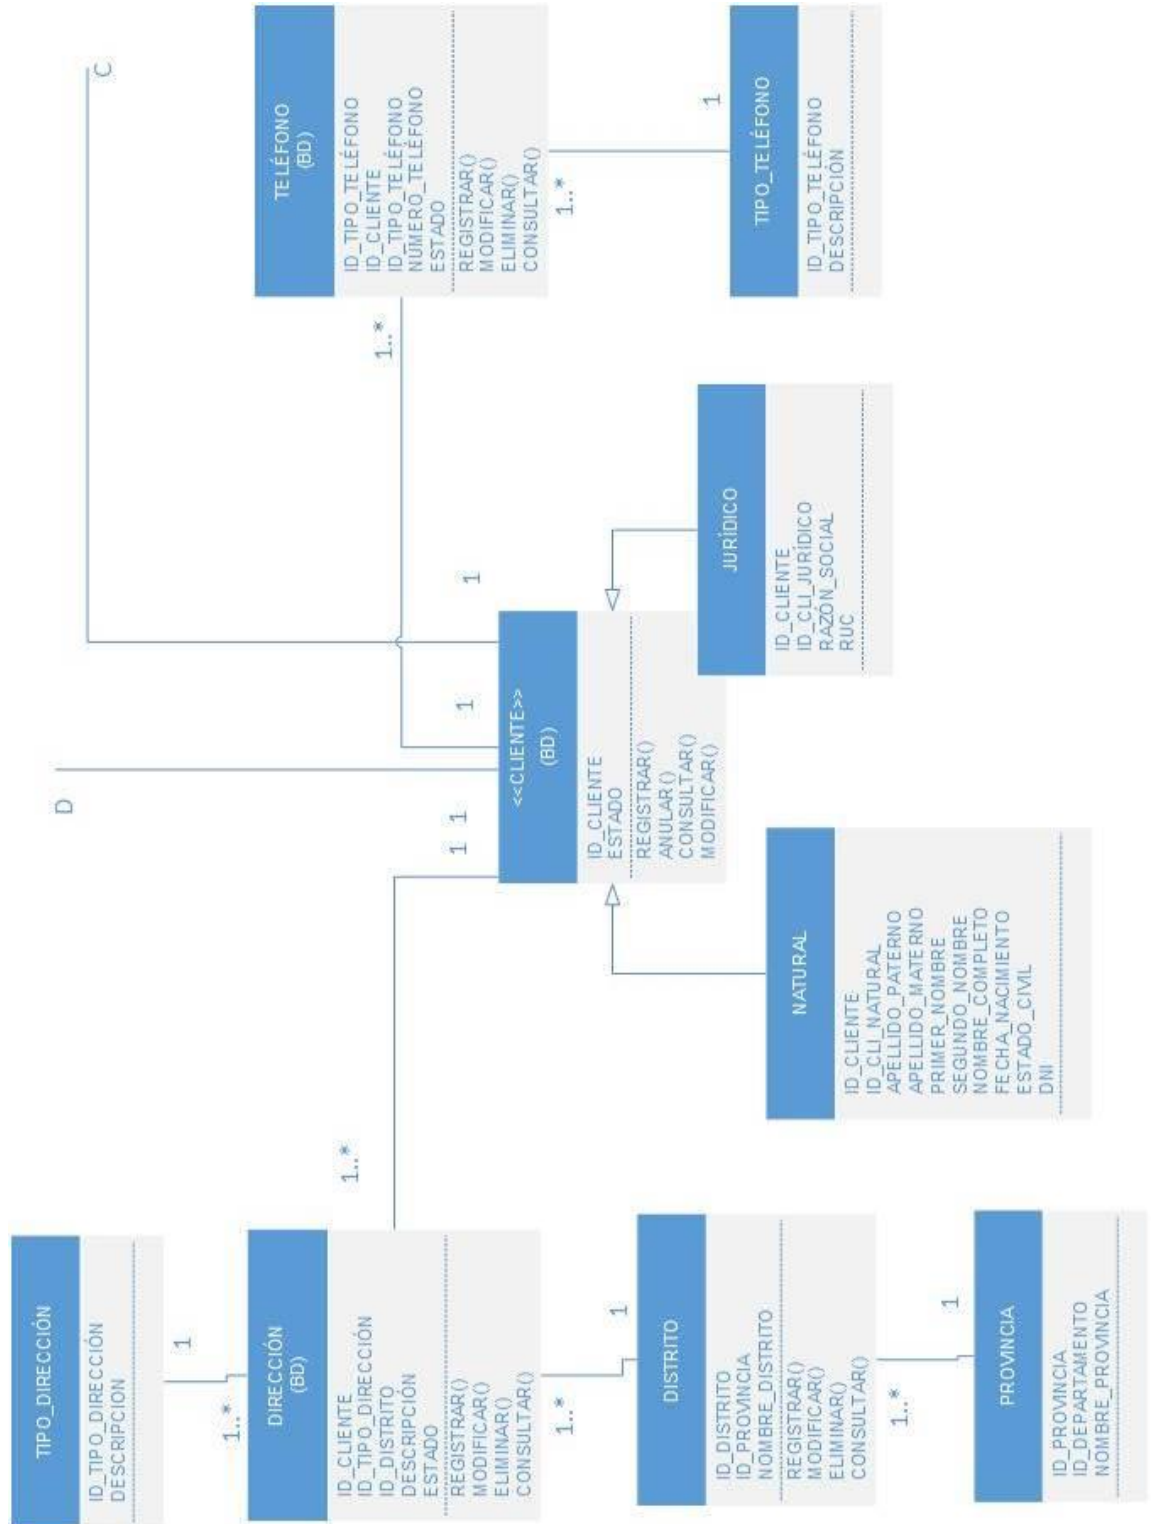 TIPO_DIRECCIÓN
ID_TIPO_DIRECCIÓN
DESCRIPCION
1
1..*
DIRECCIÓN
(BD)
ID_CLIENTE
ID_TIPO_DIRECCIÓN
ID_DISTRITO
DESCRIPCIÓN
ESTADO
REGISTRAR()
MODIFICAR()
ELIMINAR()
CONSULTAR()
1..*
1..*
1
DISTRITO
ID_DISTRITO
ID_PROVINCIA
NOMBRE_DISTRITO
REGISTRAR()
MODIFICAR()
ELIMINAR()
CONSULTAR()
1..*
1
PROVINCIA
ID_PROVINCIA
ID_DEPARTAMENTO
NOMBRE_PROVINCIA
D
1
1
1
1
<<CLIENTE>>
(BD)
ID_CLIENTE
ESTADO
REGISTRAR()
ANULAR()
CONSULTAR()
MODIFICAR()
NATURAL
ID_CLIENTE
ID_CLI_NATURAL
APELLIDO_PATERNO
APELLIDO_MATERNO
PRIMER_NOMBRE
SEGUNDO_NOMBRE
NOMBRE_COMPLETO
FECHA_NACIMIENTO
ESTADO_CIVIL
DNI
JURÍDICO
ID_CLIENTE
ID_CLI_JURÍDICO
RAZÓN_SOCIAL
RUC
C
1..*
TELÉFONO
(BD)
ID_TIPO_TELÉFONO
ID_CLIENTE
ID_TIPO_TELÉFONO
NÚMERO_TELÉFONO
ESTADO
REGISTRAR()
MODIFICAR()
ELIMINAR()
CONSULTAR()
1..*
1
TIPO_TELÉFONO
ID_TIPO_TELÉFONO
DESCRIPCIÓN